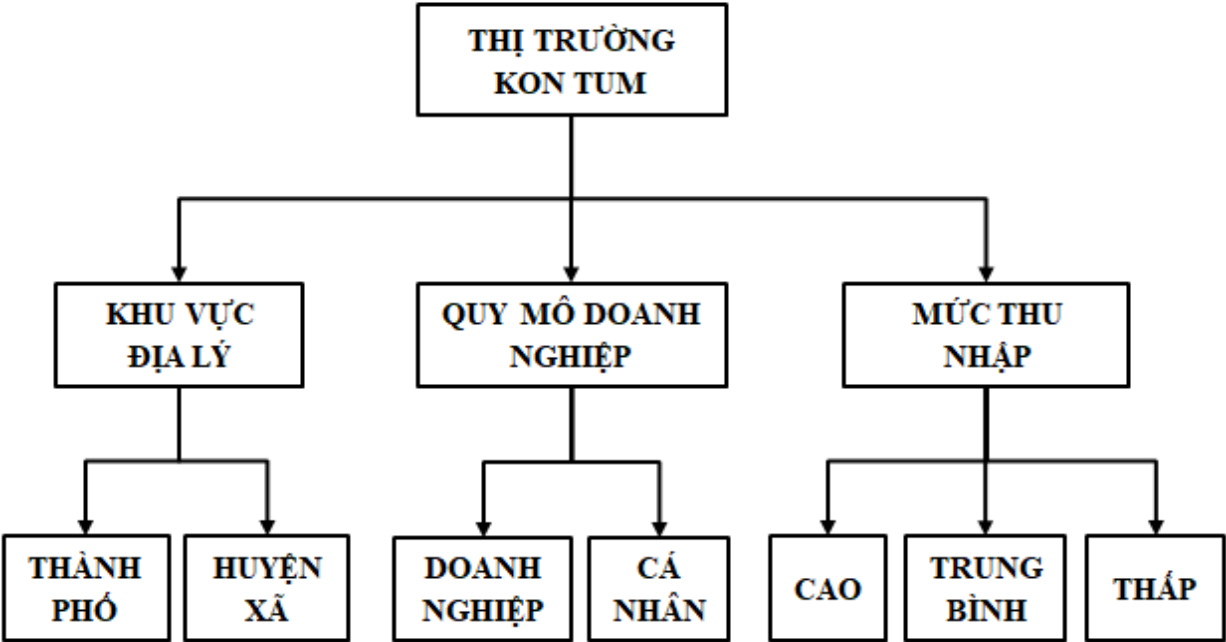 THỊ TRƯỜNG
KON TUM
KHU VỰC
ĐỊA LÝ
QUY MÔ DOANH
NGHIỆP
MỨC THU
NHẬP
THÀNH
PHỐ
HUYỆN
XÃ
DOANH
NGHIỆP
CÁ
NHÂN
CAO
TRUNG
BÌNH
THẤP